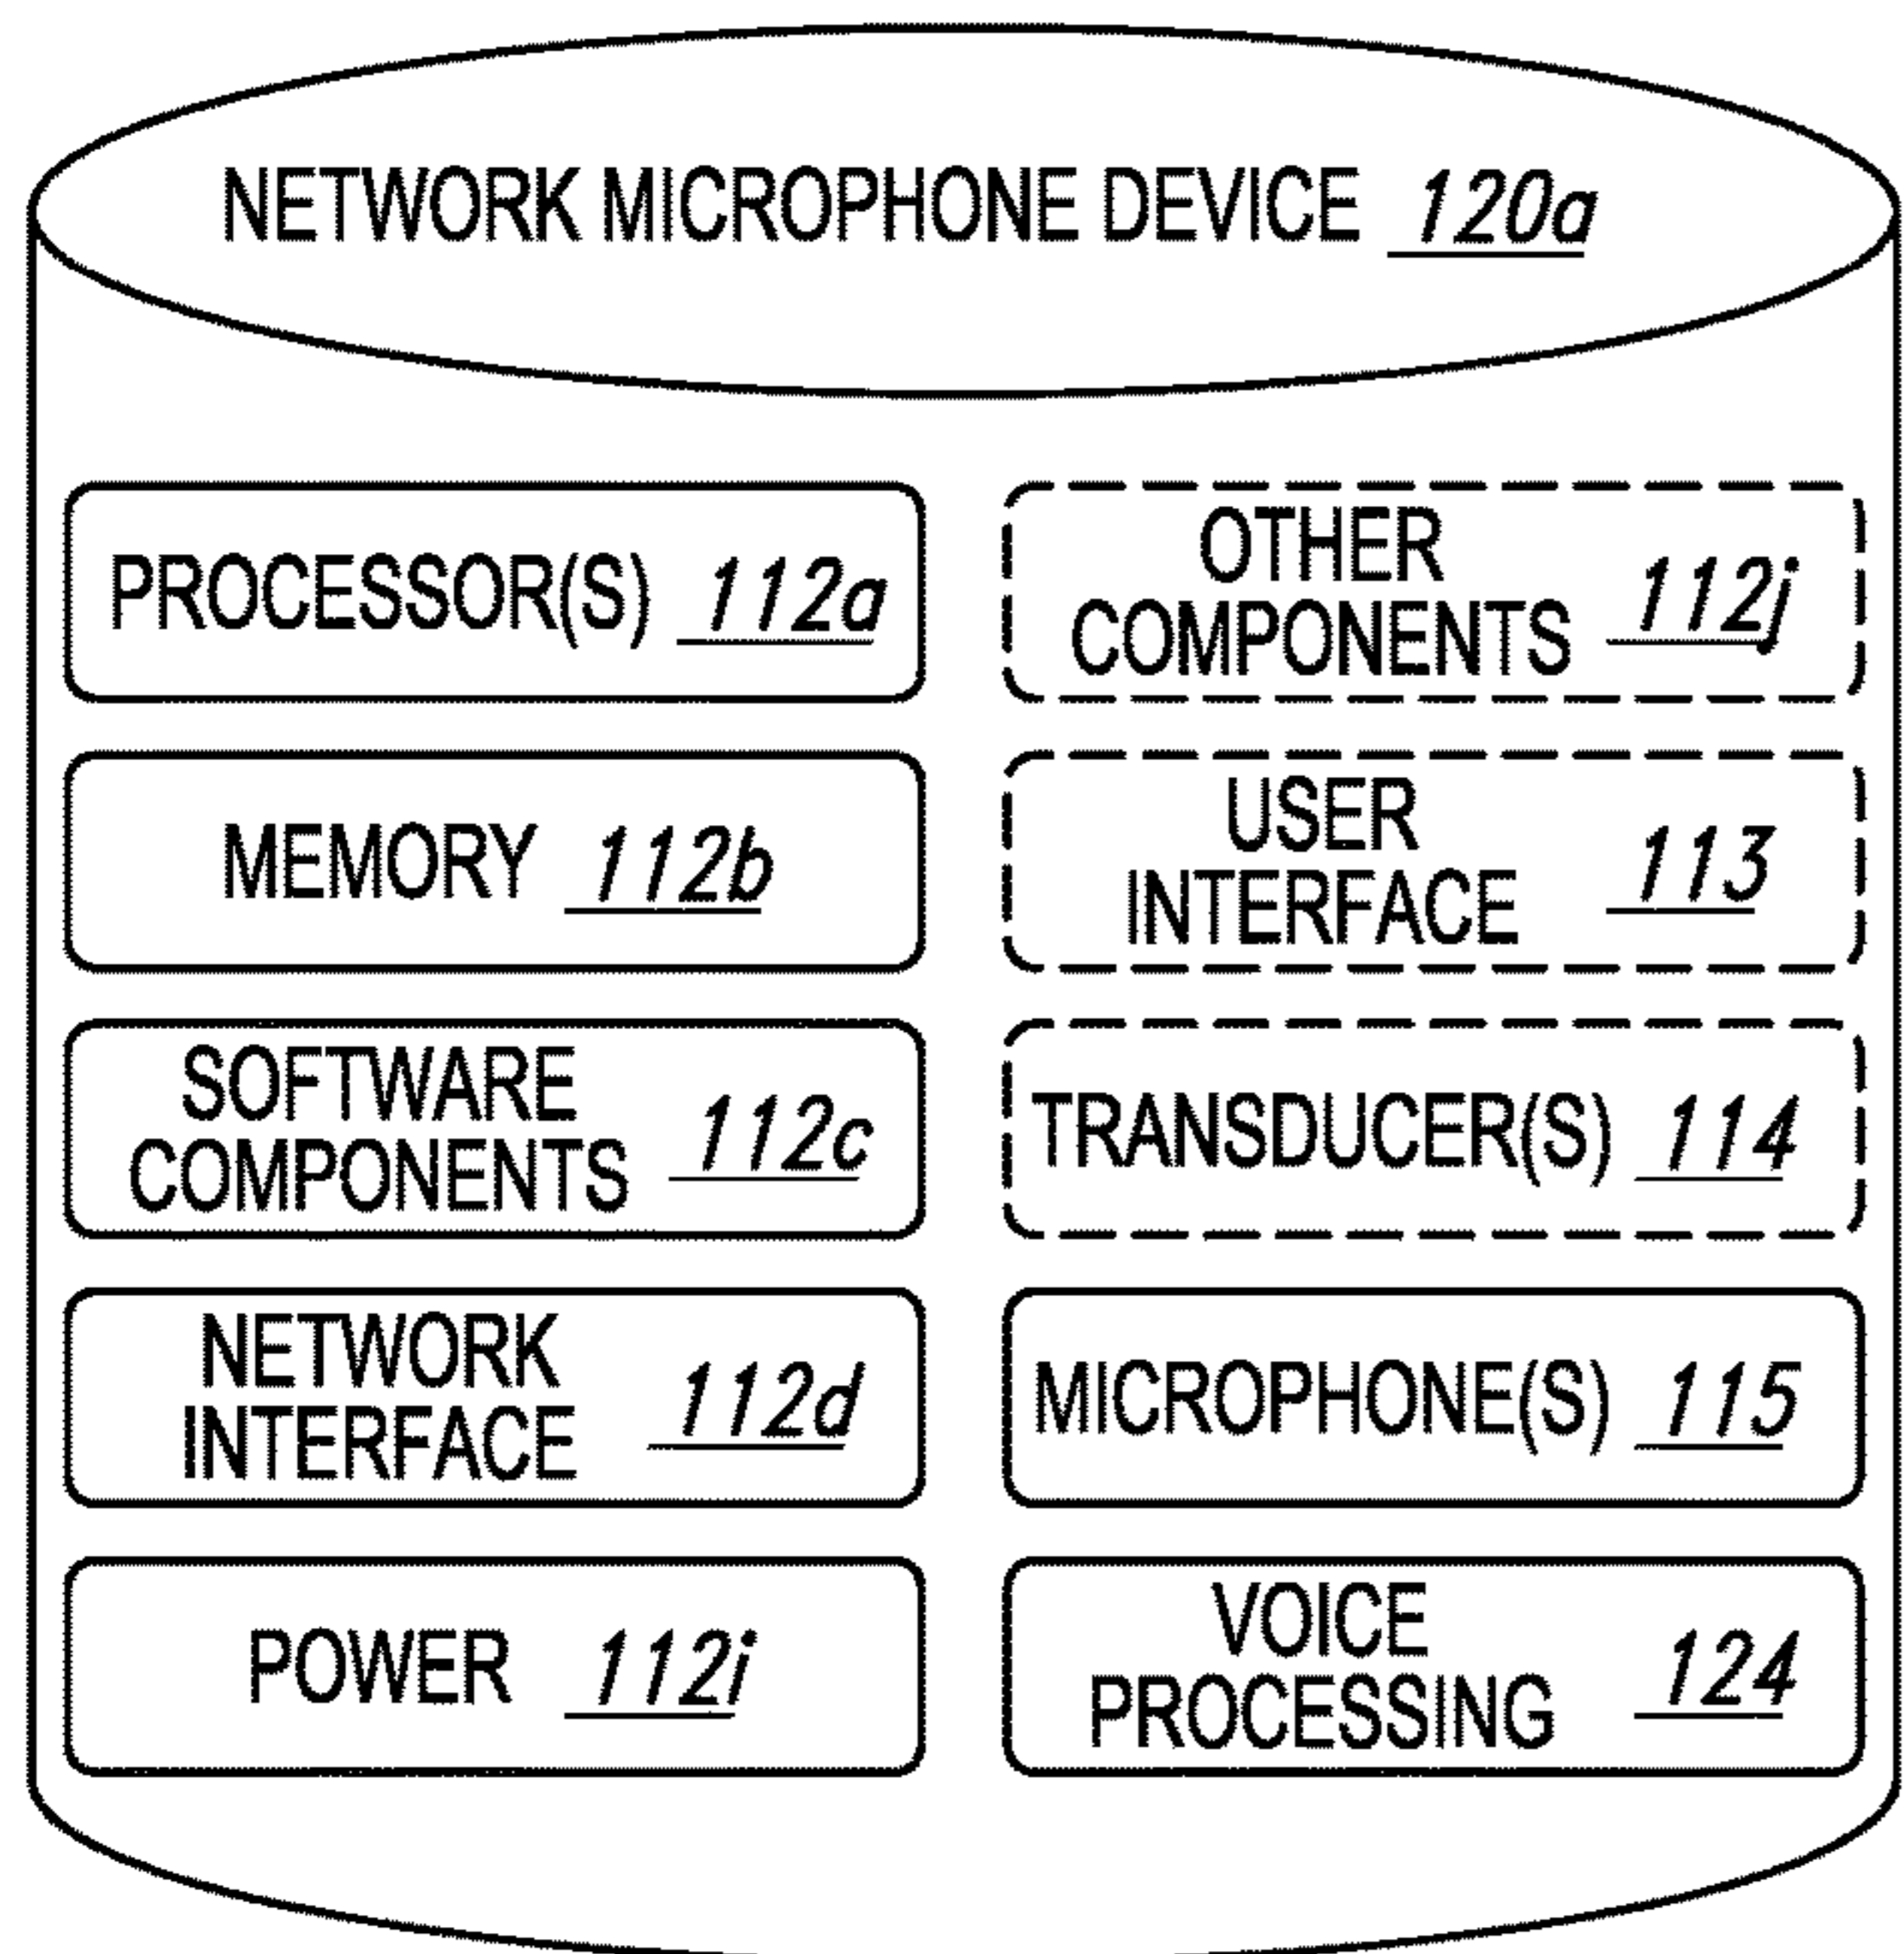 NETWORK MICROPHONE DEVICE 120a
PROCESSOR(S) 112a
MEMORY 112b
SOFTWARE
COMPONENTS 112c
NETWORK
INTERFACE 112d
POWER 112i
OTHER
COMPONENTS 112j
USER
INTERFACE 113
TRANSDUCER(S) 114
MICROPHONE(S) 115
VOICE
PROCESSING 124